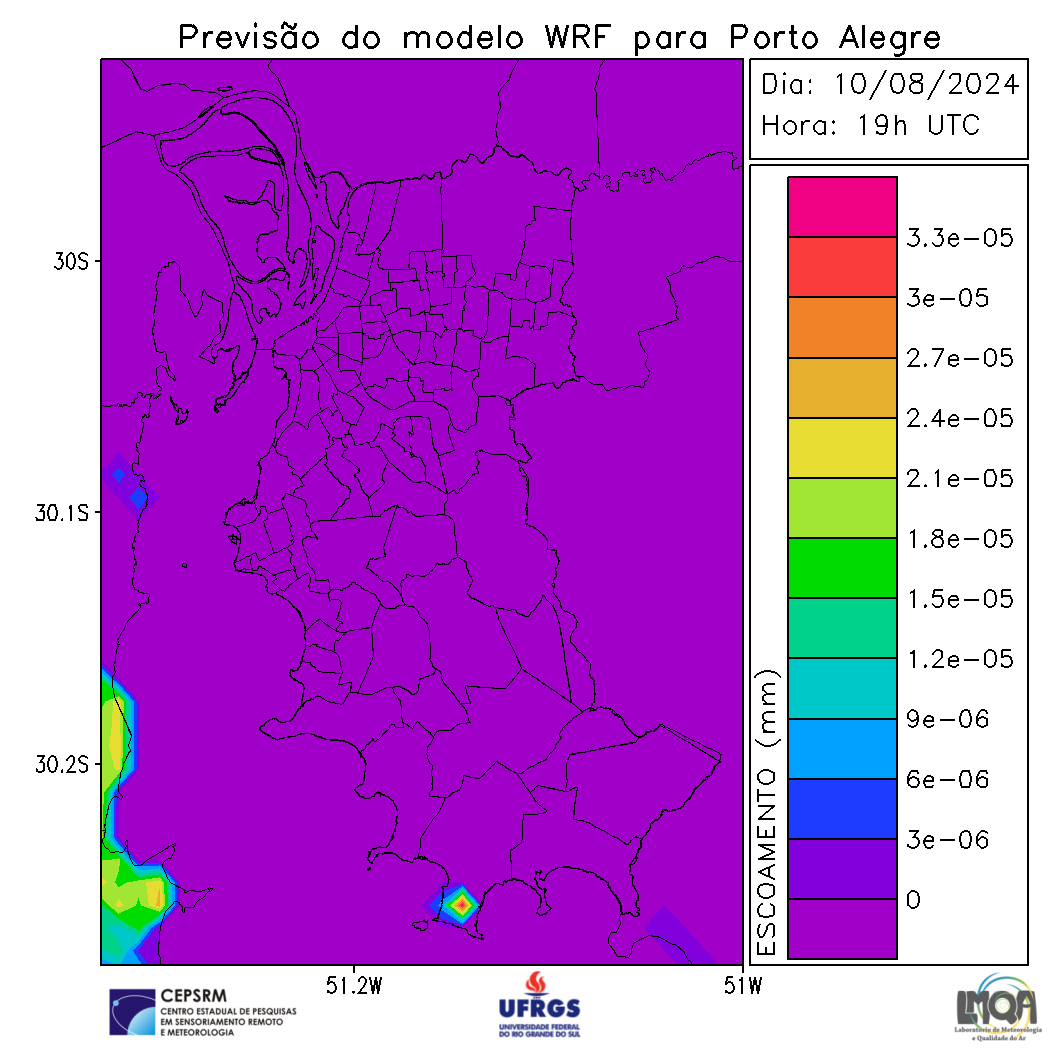 Previsão do modelo WRF para Porto Alegre
Dia: 10/08/2024
Hora: 19h UTC
30S
30.1S
30.2S
51.2W
51W
3.3e-05
3e-05
2.7e-05
2.4e-05
2.1e-05
1.8e-05
1.5e-05
1.2e-05
9e-06
6e-06
3e-06
0
ESCOAMENTO (mm)
CEPSRM
CENTRO ESTADUAL DE PESQUISAS
EM SENSORIAMENTO REMOTO
E METEOROLOGIA
UFRGS
UNIVERSIDADE FEDERAL
DO RIO GRANDE DO SUL
LMQA
Laboratório de Meteorologia
e Qualidade do Ar